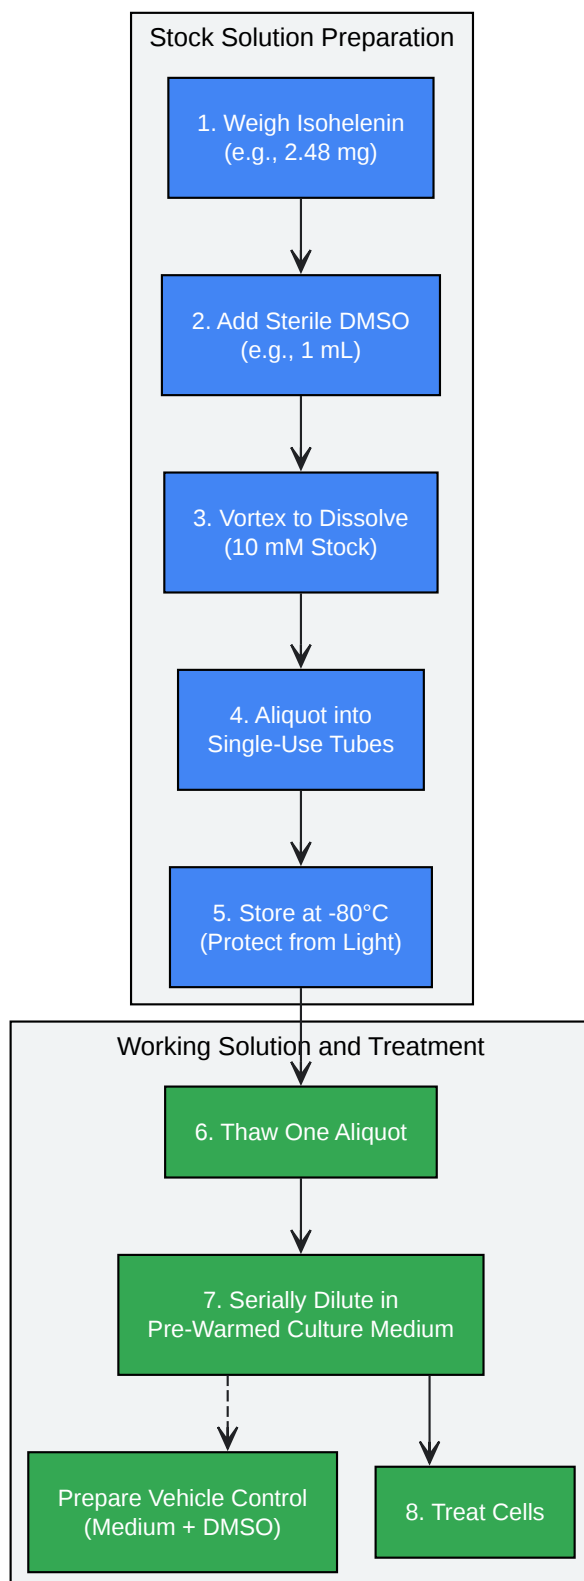 Stock Solution Preparation
1. Weigh Isohelenin
(e.g., 2.48 mg)
2. Add Sterile DMSO
(e.g., 1 mL)
3. Vortex to Dissolve
(10 mM Stock)
4. Aliquot into
Single-Use Tubes
5. Store at -80°C
(Protect from Light)
Working Solution and Treatment
6. Thaw One Aliquot
7. Serially Dilute in
Pre-Warmed Culture Medium
Prepare Vehicle Control
(Medium + DMSO)
8. Treat Cells